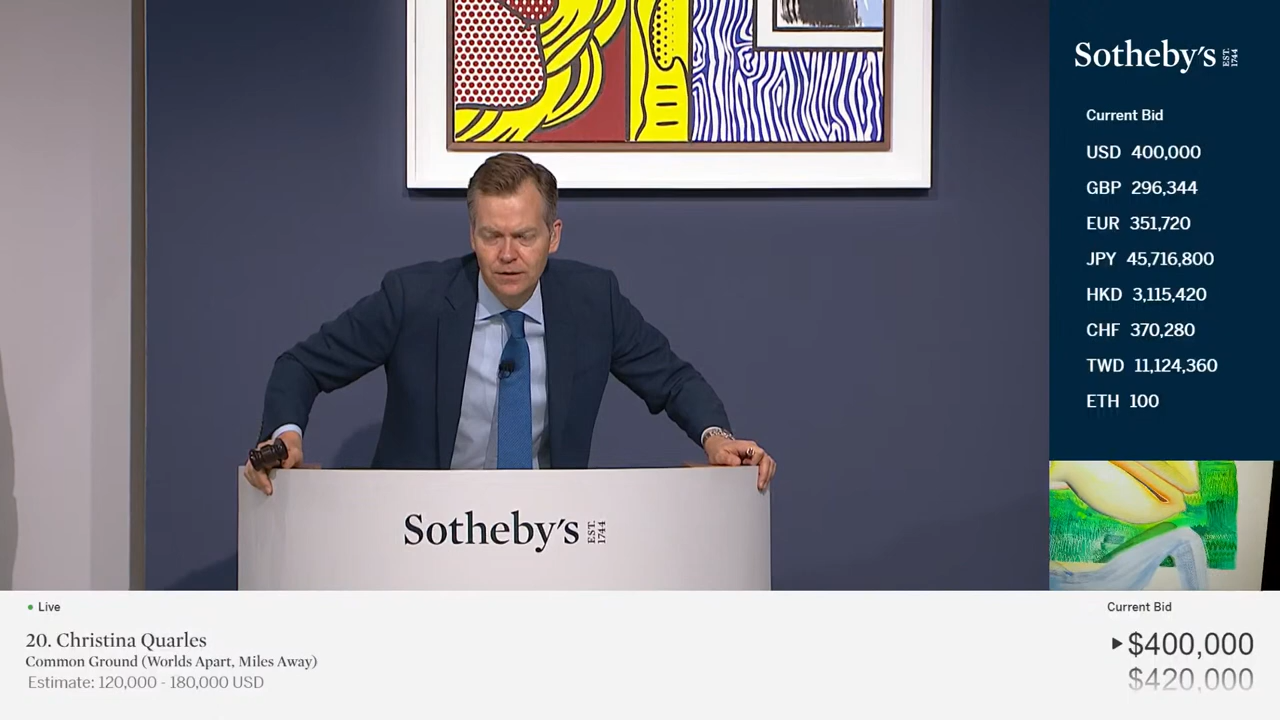 Sotheby's EST. 1744
Current Bid
USD 400,000
GBP 296,344
EUR 351,720
JPY 45,716,800
HKD 3,115,420
CHF 370,280
TWD 11,124,360
ETH 100
Sotheby's EST. 1744
Live
20. Christina Quarles
Common Ground (Worlds Apart, Miles Away)
Estimate: 120,000 - 180,000 USD
Current Bid
$400,000
$420,000